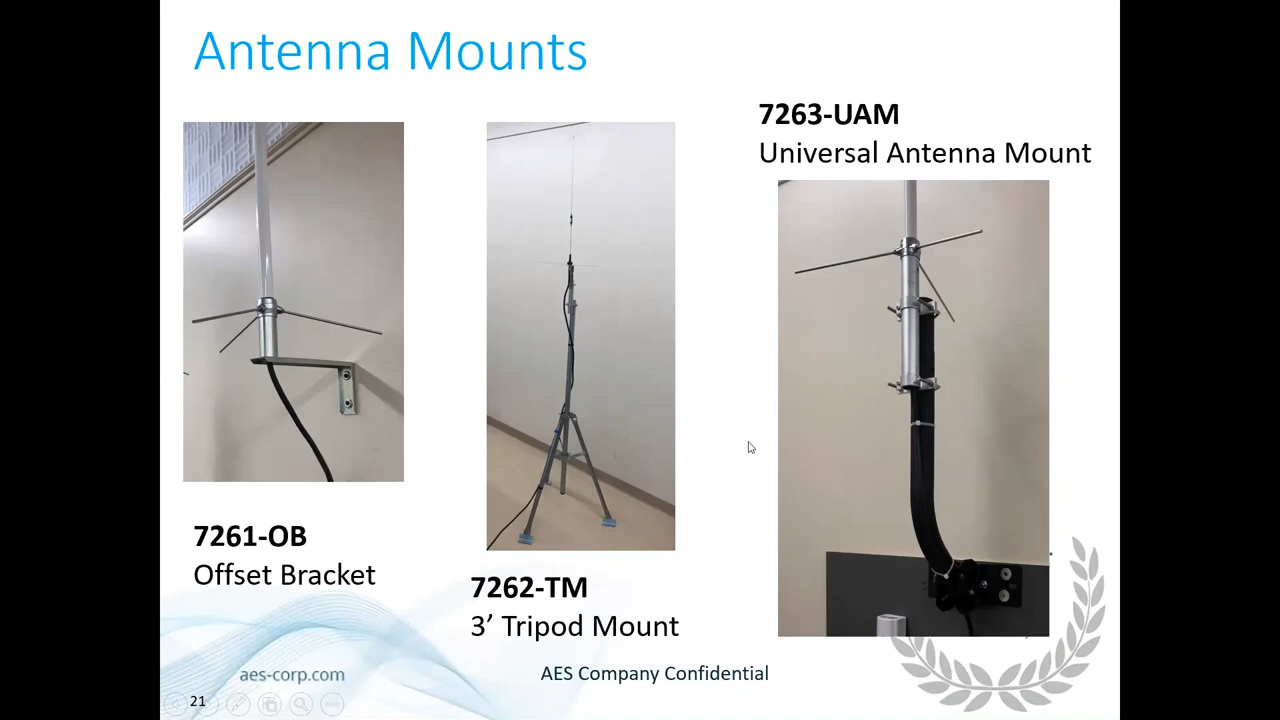 Antenna Mounts
7261-OB
Offset Bracket
7262-TM
3’ Tripod Mount
7263-UAM
Universal Antenna Mount
aes-corp.com
AES Company Confidential
21